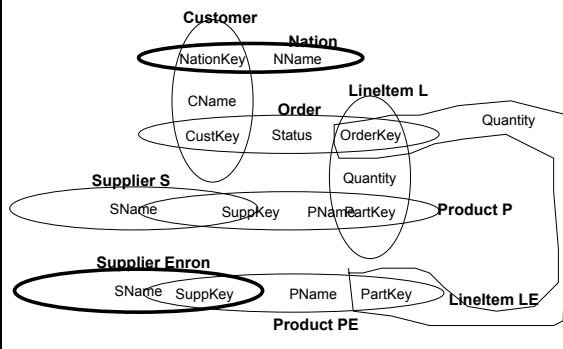 Customer
Nation
NationKey NName
LineItem L
CName
Order
Quantity
CustKey Status OrderKey
Quantity
Supplier S
SName SuppKey PName PartKey Product P
Supplier Enron
SName SuppKey PName PartKey
LineItem LE
Product PE